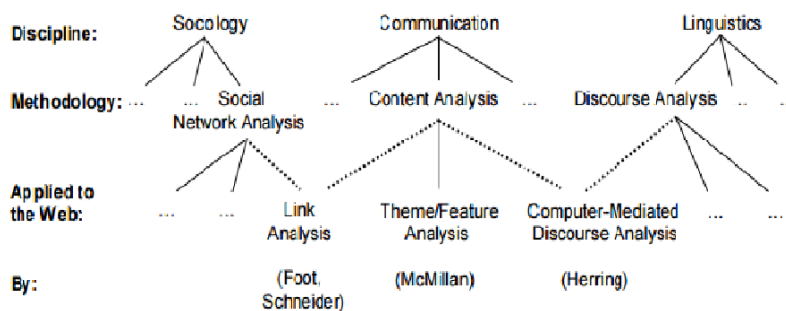 Discipline: Socology Communication Linguistics
Methodology: ... ... Social ... Content Analysis ... Discourse Analysis .. .
Network Analysis
Applied to
the Web: ... ... Link Theme/Feature Computer-Mediated ... ...
Analysis Analysis Discourse Analysis
By: (Foot, (McMillan) (Herring)
Schneider)